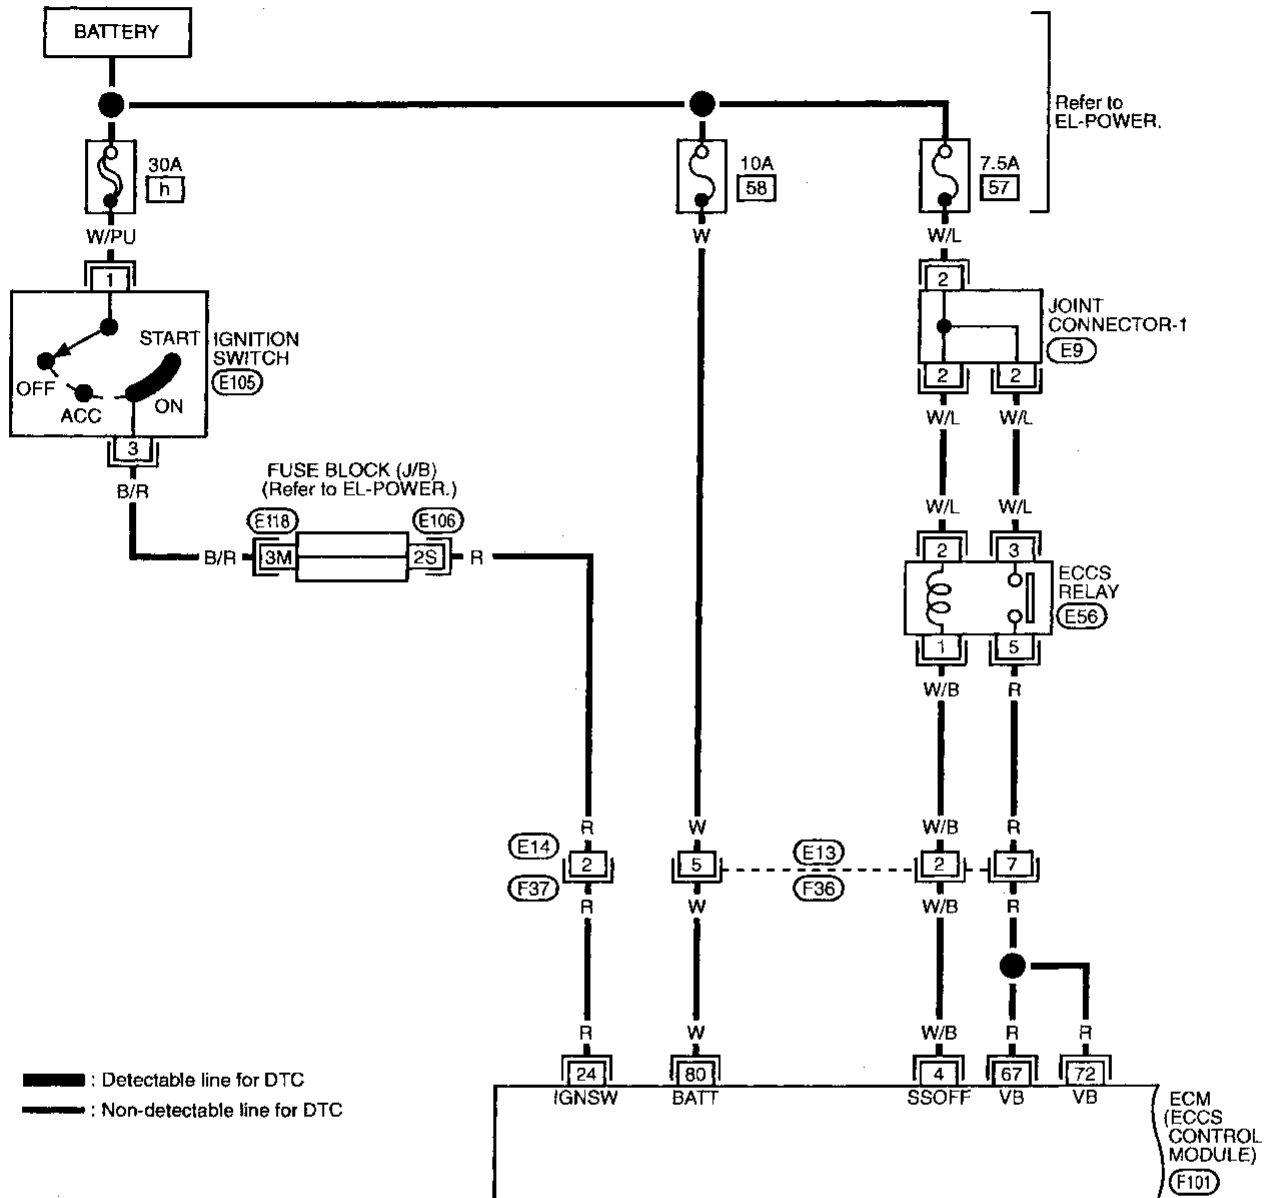 BATTERY
Refer to
EL-POWER.
30A
h
10A
58
7.5A
57
W/PU
W
W/L
1
2
START
IGNITION
SWITCH
E105
OFF
ACC
ON
JOINT
CONNECTOR-1
E9
2
2
3
W/L
W/L
B/R
FUSE BLOCK (J/B)
(Refer to EL-POWER.)
E118
E106
B/R
3M
2S
R
W/L
W/L
2
3
ECCS
RELAY
E56
1
5
W/B
R
R
W
W/B
R
E14
2
5
E13
2
7
F37
F36
R
W
W/B
R
R
W
W/B
R
R
24
80
4
67
72
IGNSW
BATT
SSOFF
VB
VB
: Detectable line for DTC
: Non-detectable line for DTC
ECM
(ECCS
CONTROL
MODULE)
F101